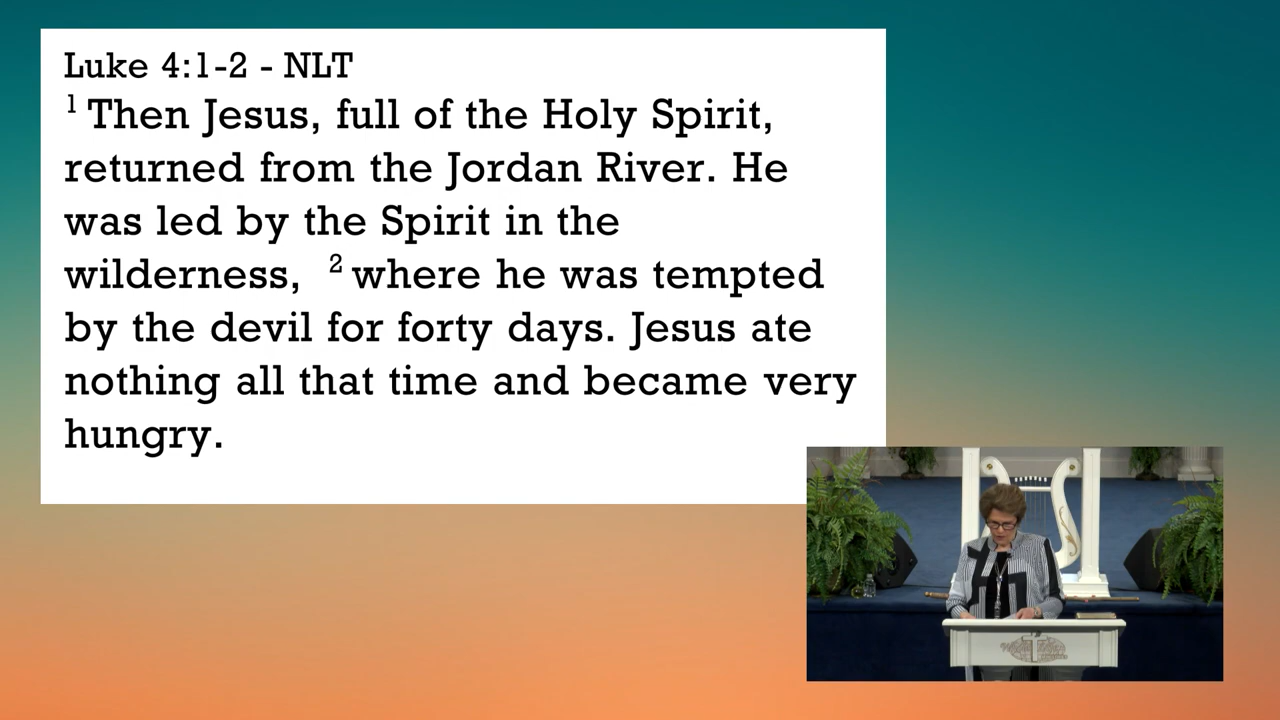 Luke 4:1-2 - NLT
1 Then Jesus, full of the Holy Spirit,
returned from the Jordan River. He
was led by the Spirit in the
wilderness, 2 where he was tempted
by the devil for forty days. Jesus ate
nothing all that time and became very
hungry.